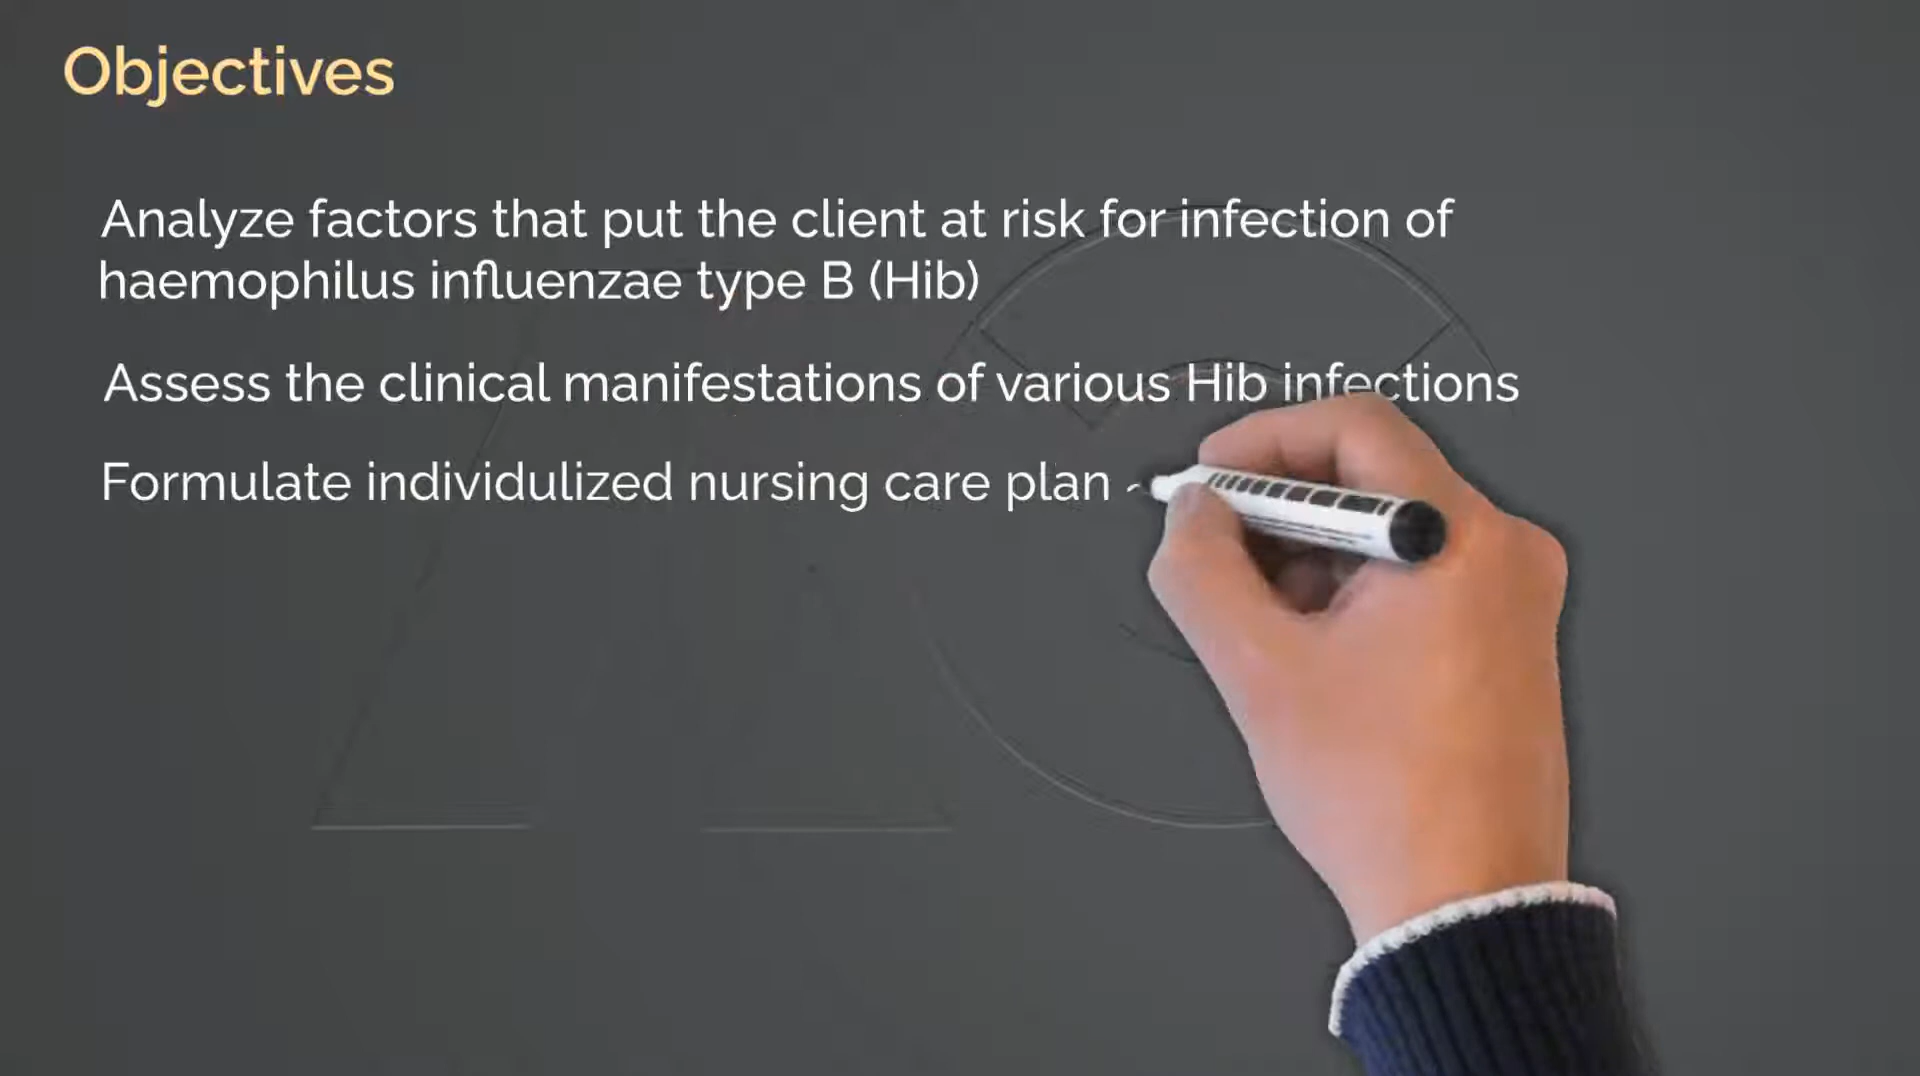 Objectives
Analyze factors that put the client at risk for infection of
haemophilus influenzae type B (Hib)
Assess the clinical manifestations of various Hib infections
Formulate individulized nursing care plan